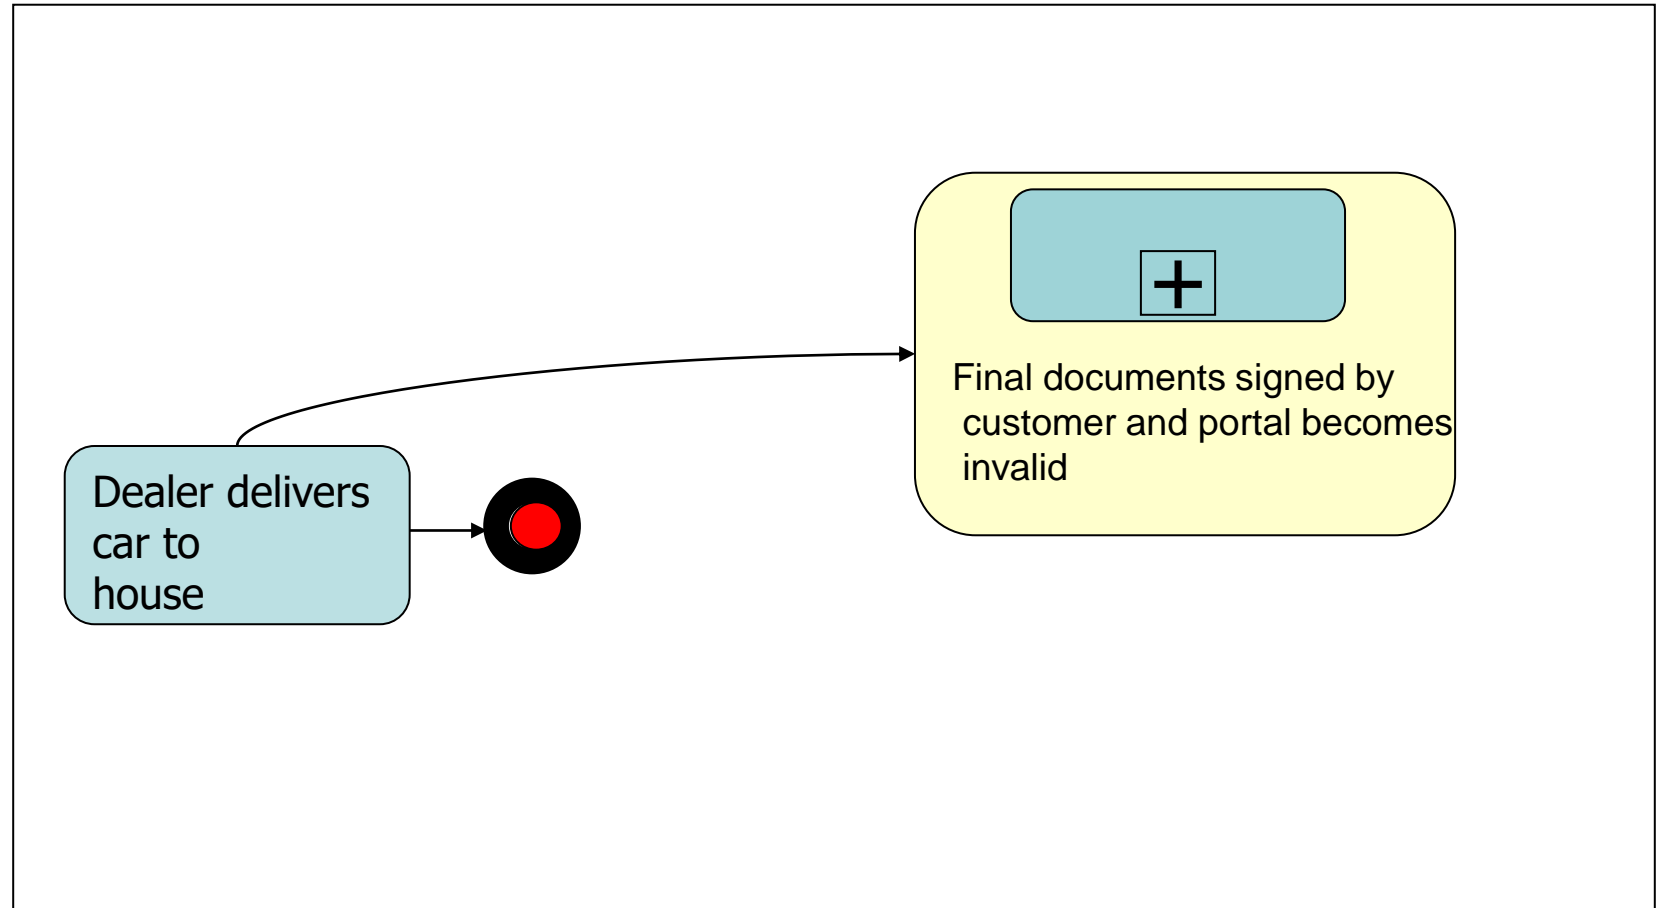 Final documents signed by
customer and portal becomes
invalid
Dealer delivers
car to
house